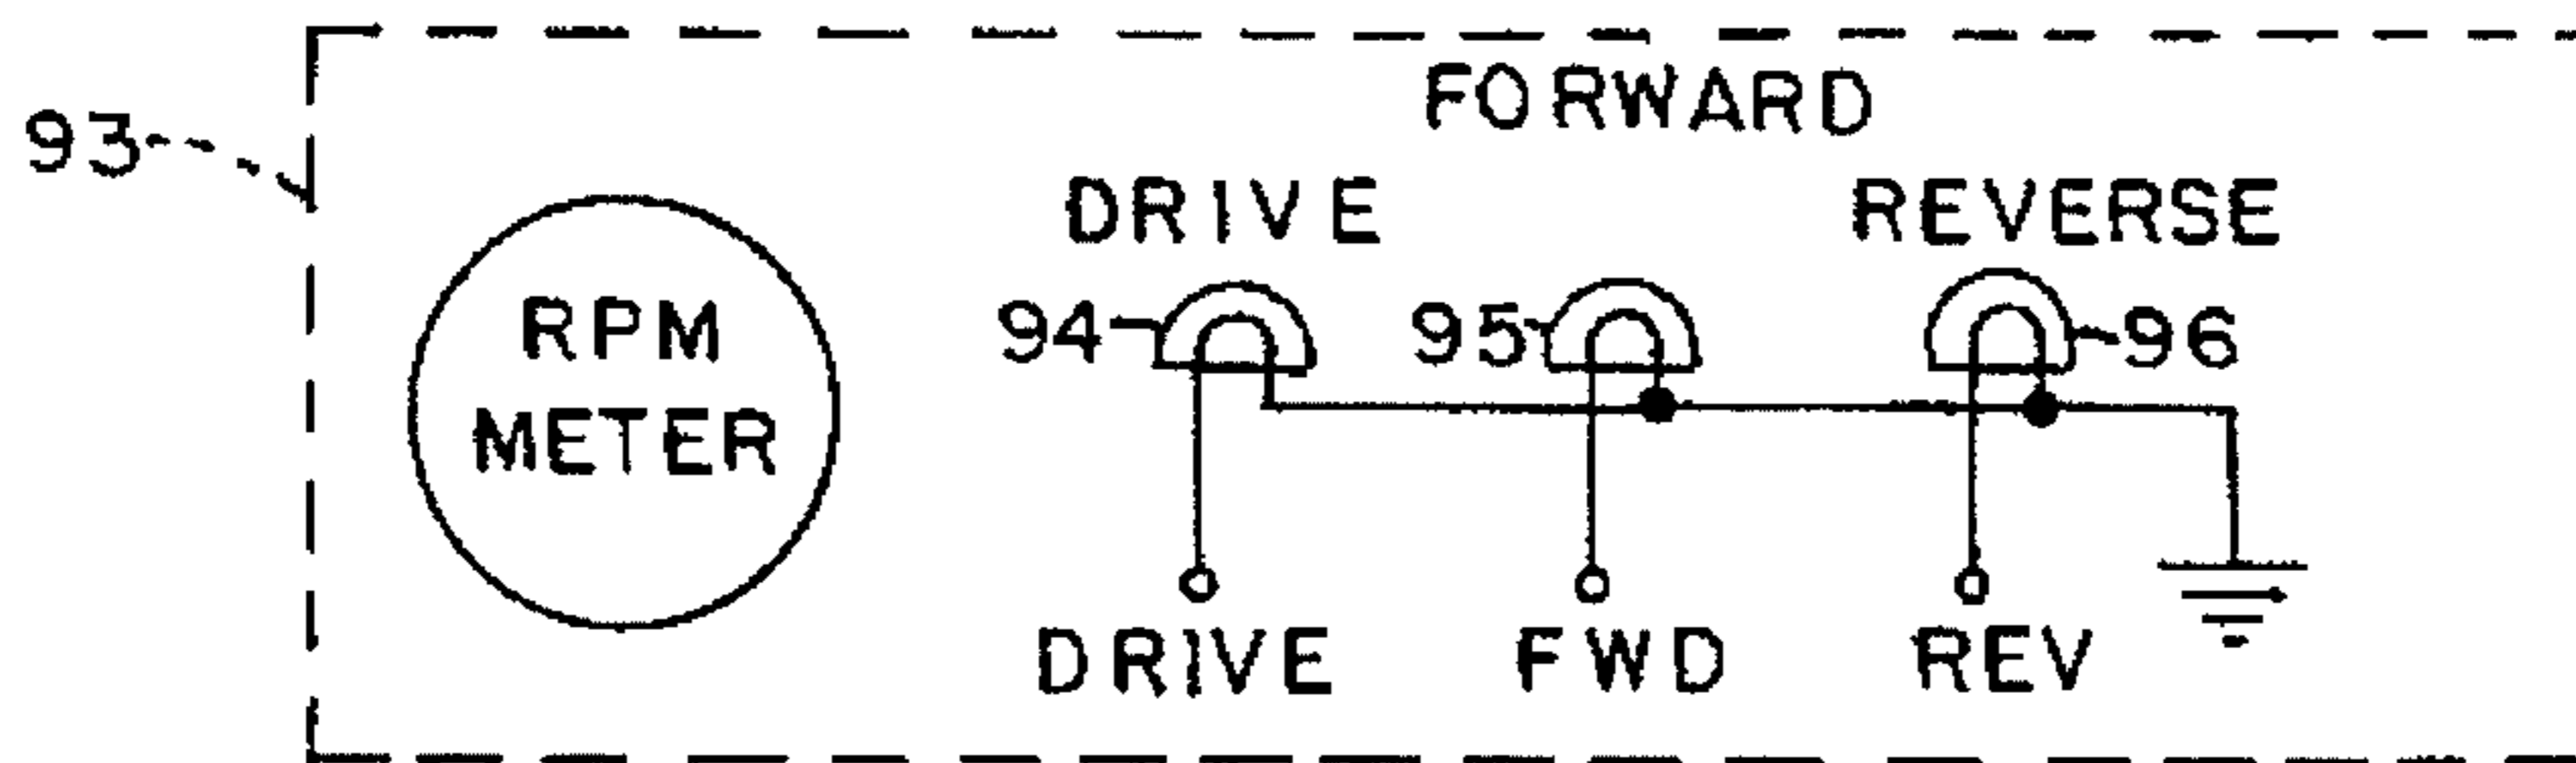 FORWARD
93
DRIVE
REVERSE
RPM
METER
94
95
96
DRIVE
FWD
REV